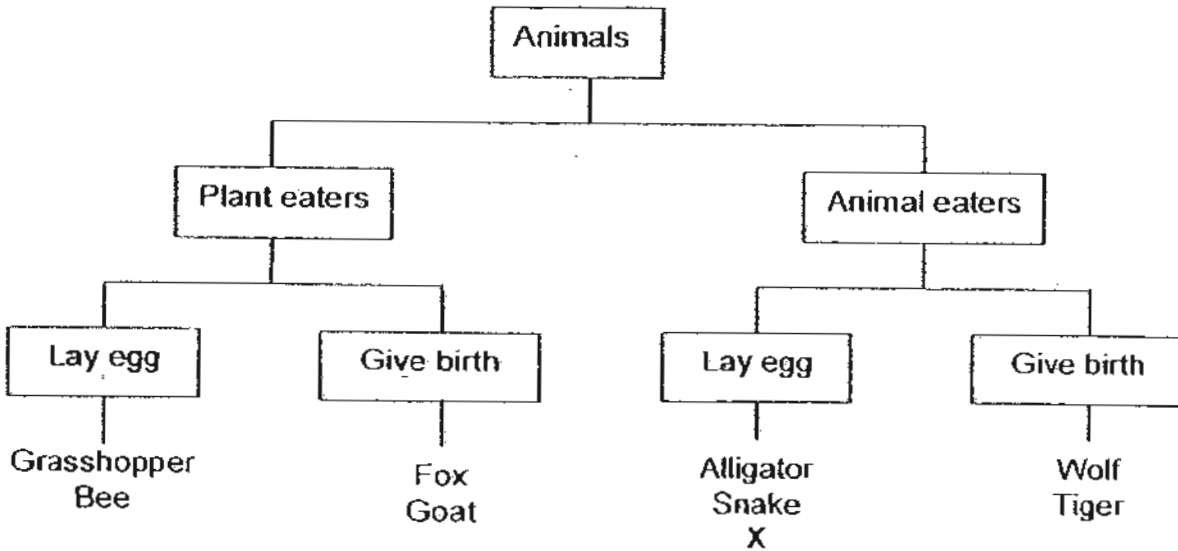 Animals
Plant eaters
Animal eaters
Lay egg
Give birth
Lay egg
Give birth
Grasshopper
Bee
Fox
Goat
Alligator
Snake
X
Wolf
Tiger